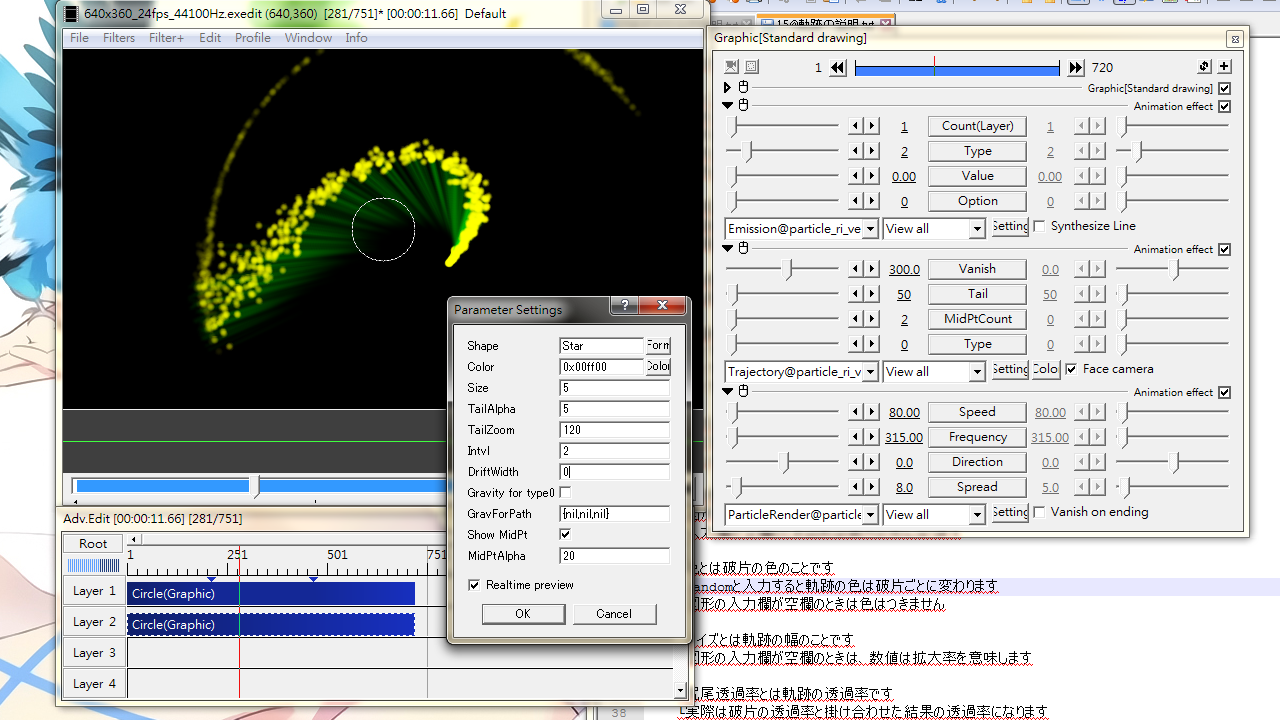 640x360_24fps_44100Hz.exedit (640,360) [281/751]* [00:00:11.66] Default
File Filters Filter+ Edit Profile Window Info
15@軌跡の説明.txt
Graphic[Standard drawing]
1 720
Graphic[Standard drawing]
Animation effect
1 Count(Layer) 1
2 Type 2
0.00 Value 0.00
0 Option 0
Emission@particle_ri_ve View all Setting Synthesize Line
Animation effect
300.0 Vanish 0.0
50 Tail 50
2 MidPtCount 0
0 Type 0
Trajectory@particle_ri_v View all Setting Color Face camera
Animation effect
80.00 Speed 80.00
315.00 Frequency 315.00
0.0 Direction 0.0
8.0 Spread 5.0
ParticleRender@particle View all Setting Vanish on ending
Parameter Settings
Shape Star Form
Color 0x00ff00 Color
Size 5
TailAlpha 5
TailZoom 120
Intvl 2
DriftWidth 0
Gravity for type0
GravForPath {nil,nil,nil}
Show MidPt
MidPtAlpha 20
Realtime preview
OK Cancel
Adv.Edit [00:00:11.66] [281/751]
Root
1 251 501 751
Layer 1 Circle(Graphic)
Layer 2 Circle(Graphic)
Layer 3
Layer 4
とは破片の色のことです
andonと入力すると軌跡の色は破片ごとに変わります
図形の入力欄が空欄のときは色はつきません
イズとは軌跡の幅のことです
図形の入力欄が空欄のときは、数値は拡大率を意味します
尾透過率とは軌跡の透過率です
38 └実際は破片の透過率と掛け合わせた結果の透過率になります